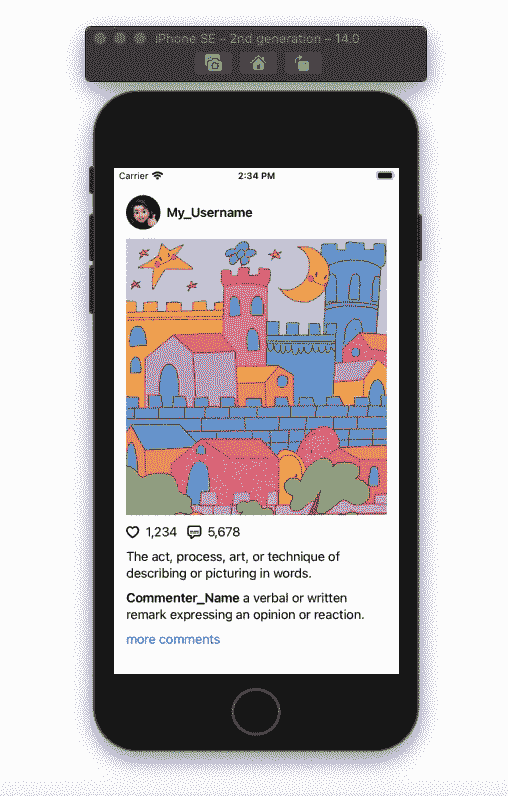 iPhone SE – 2nd generation – 14.0
Carrier 2:34 PM
My_Username
1,234 5,678
The act, process, art, or technique of
describing or picturing in words.
Commenter_Name a verbal or written
remark expressing an opinion or reaction.
more comments